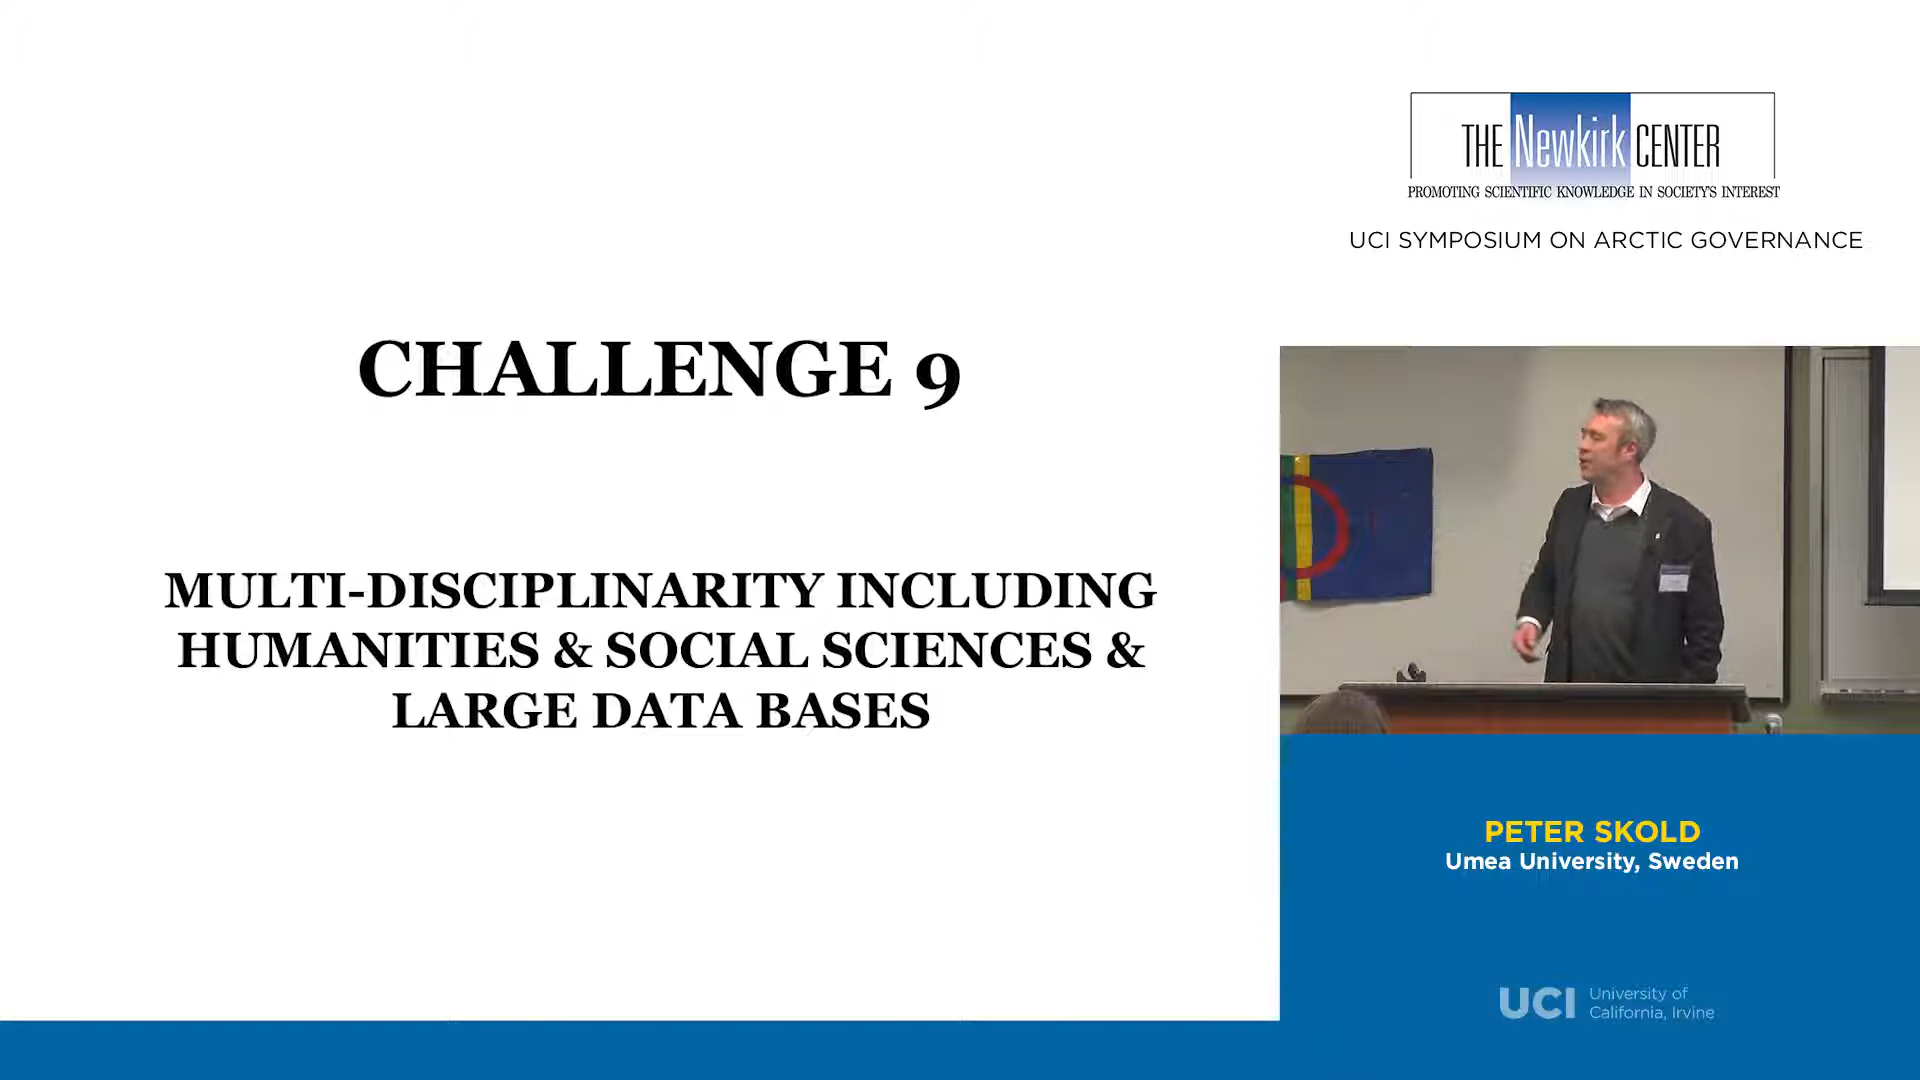 CHALLENGE 9
MULTI-DISCIPLINARITY INCLUDING
HUMANITIES & SOCIAL SCIENCES &
LARGE DATA BASES
THE Newkirk CENTER
PROMOTING SCIENTIFIC KNOWLEDGE IN SOCIETY'S INTEREST
UCI SYMPOSIUM ON ARCTIC GOVERNANCE
PETER SKOLD
Umea University, Sweden
UCI University of
California, Irvine